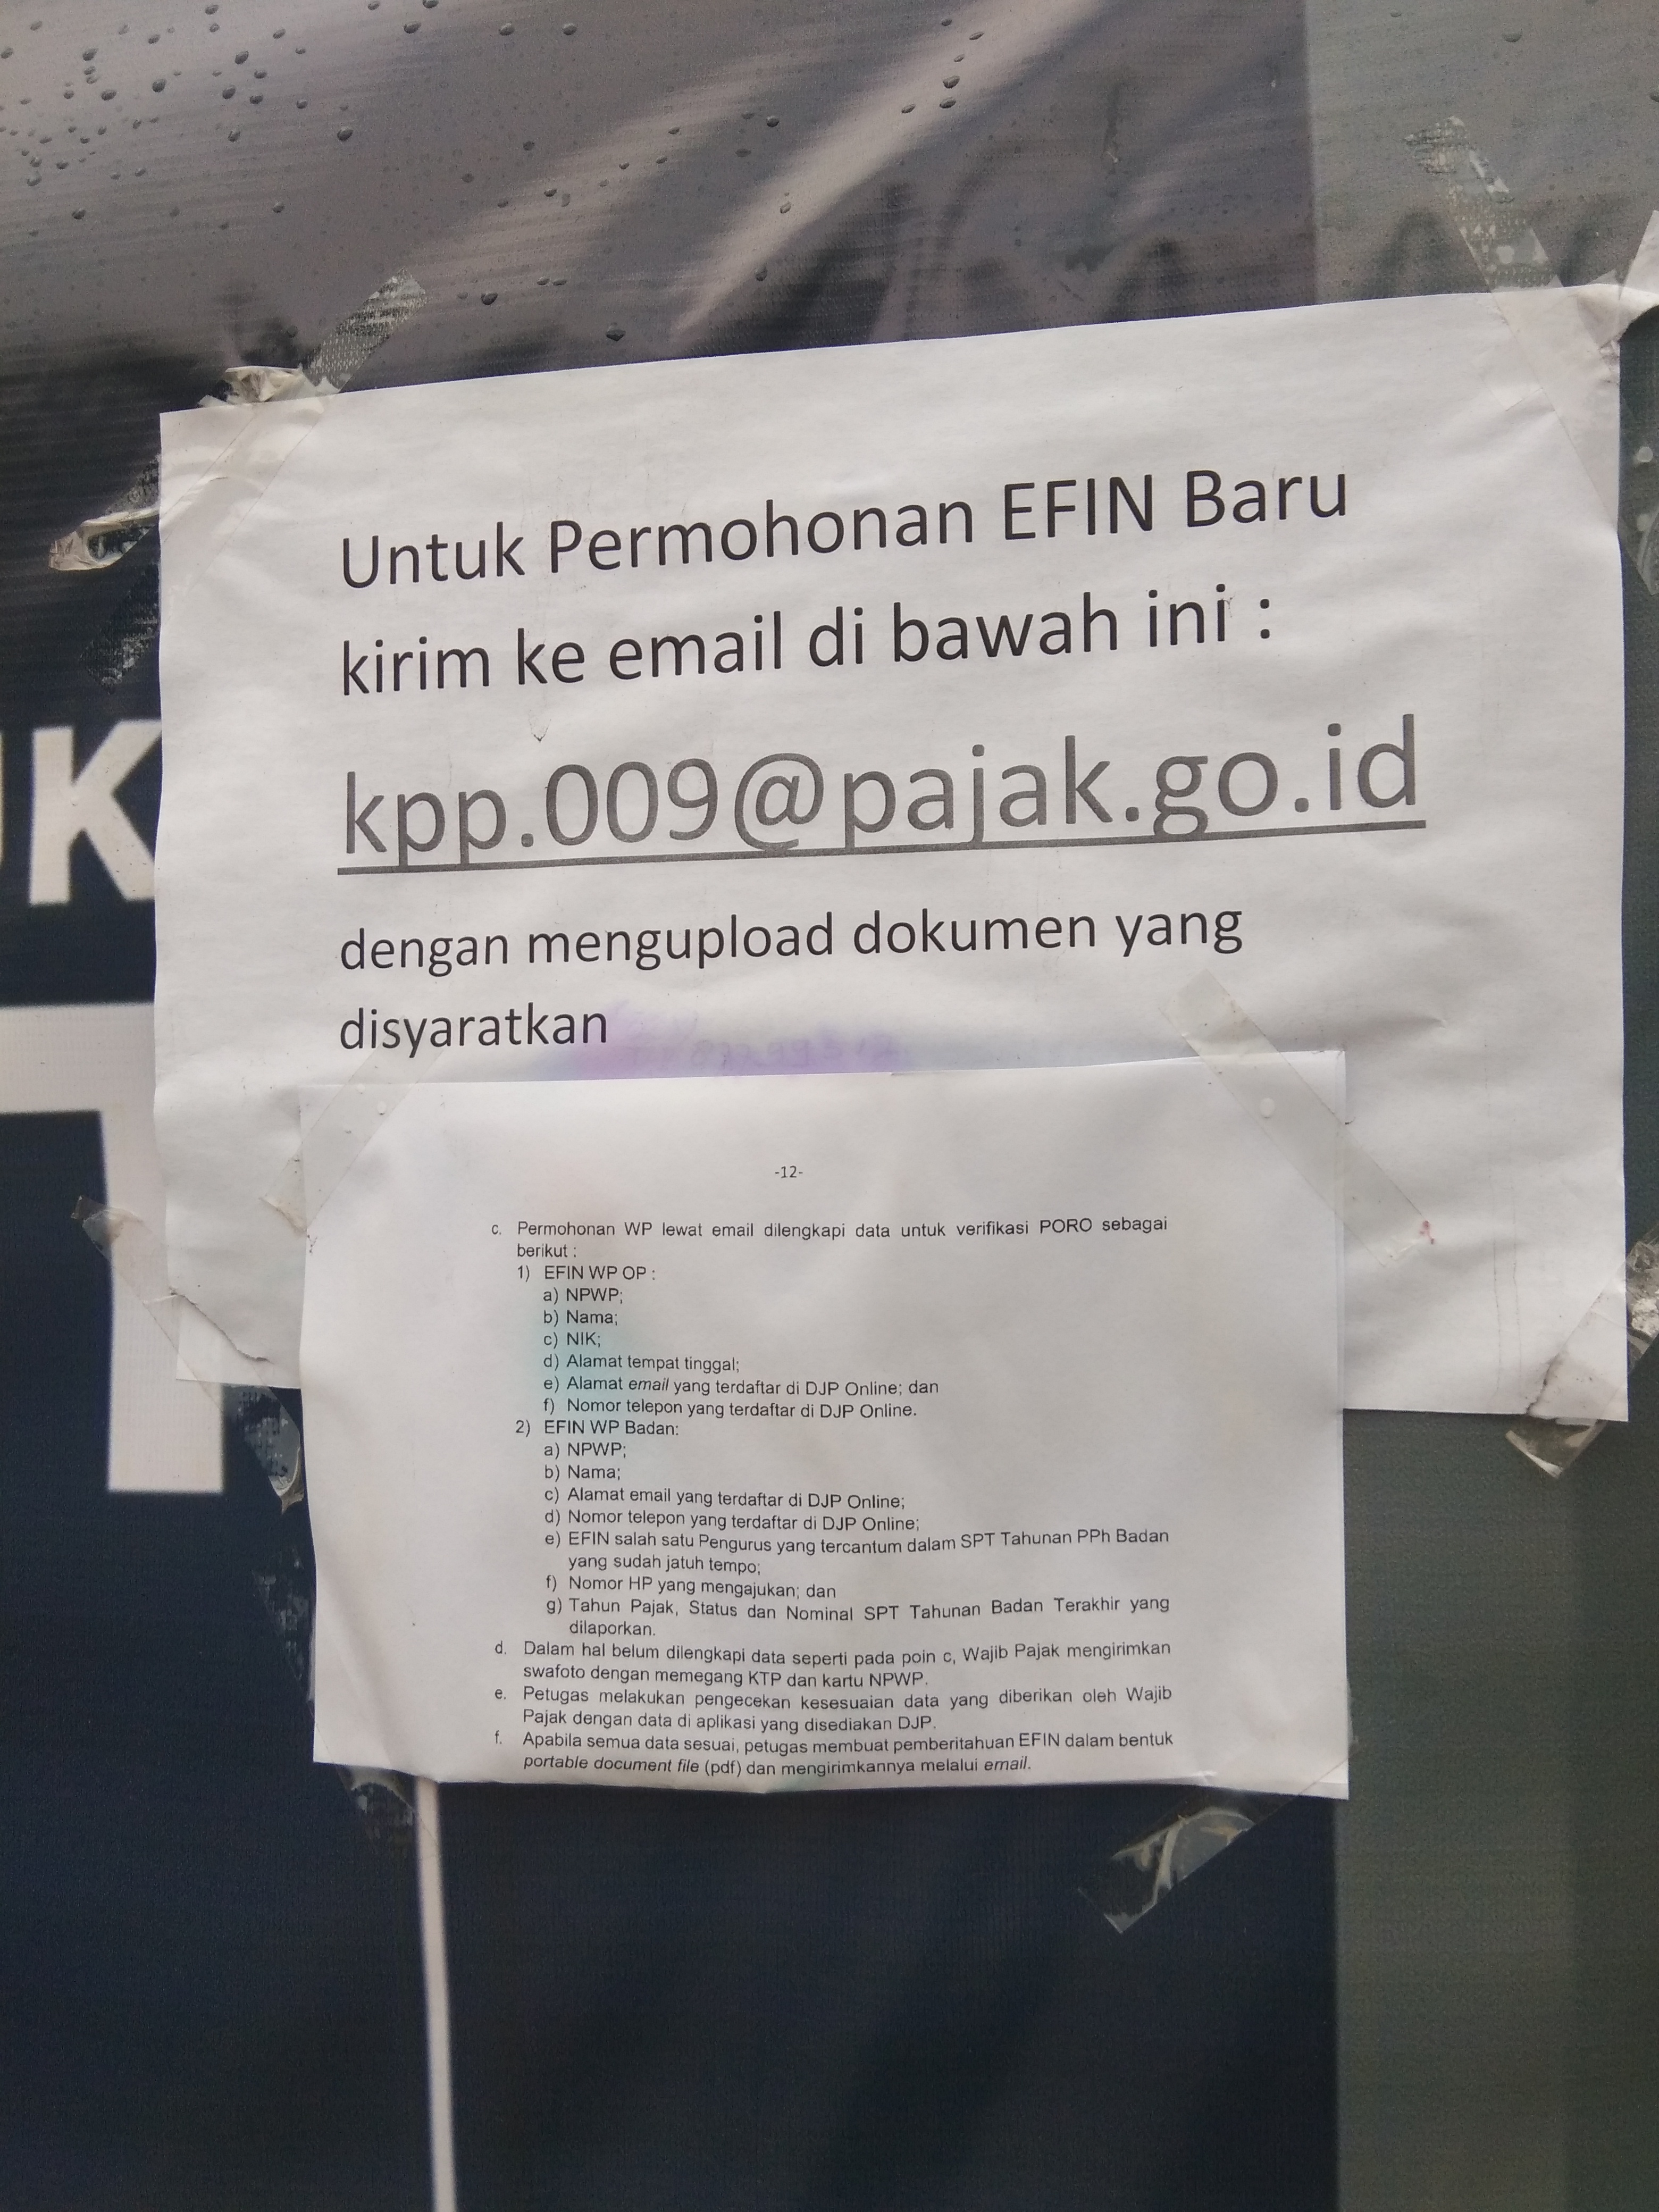 Untuk Permohonan EFIN Baru
kirim ke email di bawah ini :
kpp.009@pajak.go.id
dengan mengupload dokumen yang
disyaratkan
-12-
c. Permohonan WP lewat email dilengkapi data untuk verifikasi PORO sebagai
berikut :
1) EFIN WP OP :
a) NPWP;
b) Nama;
c) NIK;
d) Alamat tempat tinggal;
e) Alamat email yang terdaftar di DJP Online; dan
f) Nomor telepon yang terdaftar di DJP Online.
2) EFIN WP Badan:
a) NPWP;
b) Nama;
c) Alamat email yang terdaftar di DJP Online;
d) Nomor telepon yang terdaftar di DJP Online;
e) EFIN salah satu Pengurus yang tercantum dalam SPT Tahunan PPh Badan
yang sudah jatuh tempo;
f) Nomor HP yang mengajukan; dan
g) Tahun Pajak, Status dan Nominal SPT Tahunan Badan Terakhir yang
dilaporkan.
d. Dalam hal belum dilengkapi data seperti pada poin c, Wajib Pajak mengirimkan
swafoto dengan memegang KTP dan kartu NPWP.
e. Petugas melakukan pengecekan kesesuaian data yang diberikan oleh Wajib
Pajak dengan data di aplikasi yang disediakan DJP.
f. Apabila semua data sesuai, petugas membuat pemberitahuan EFIN dalam bentuk
portable document file (pdf) dan mengirimkannya melalui email.